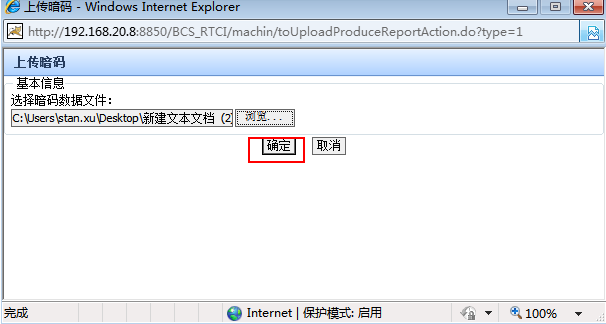 上传暗码 - Windows Internet Explorer
http://192.168.20.8:8850/BCS_RTCI/machin/toUploadProduceReportAction.do?type=1
上传暗码
基本信息
选择暗码数据文件：
C:\Users\stan.xu\Desktop\新建文本文档 (2 浏览...
确定 取消
完成 Internet | 保护模式: 启用 100%